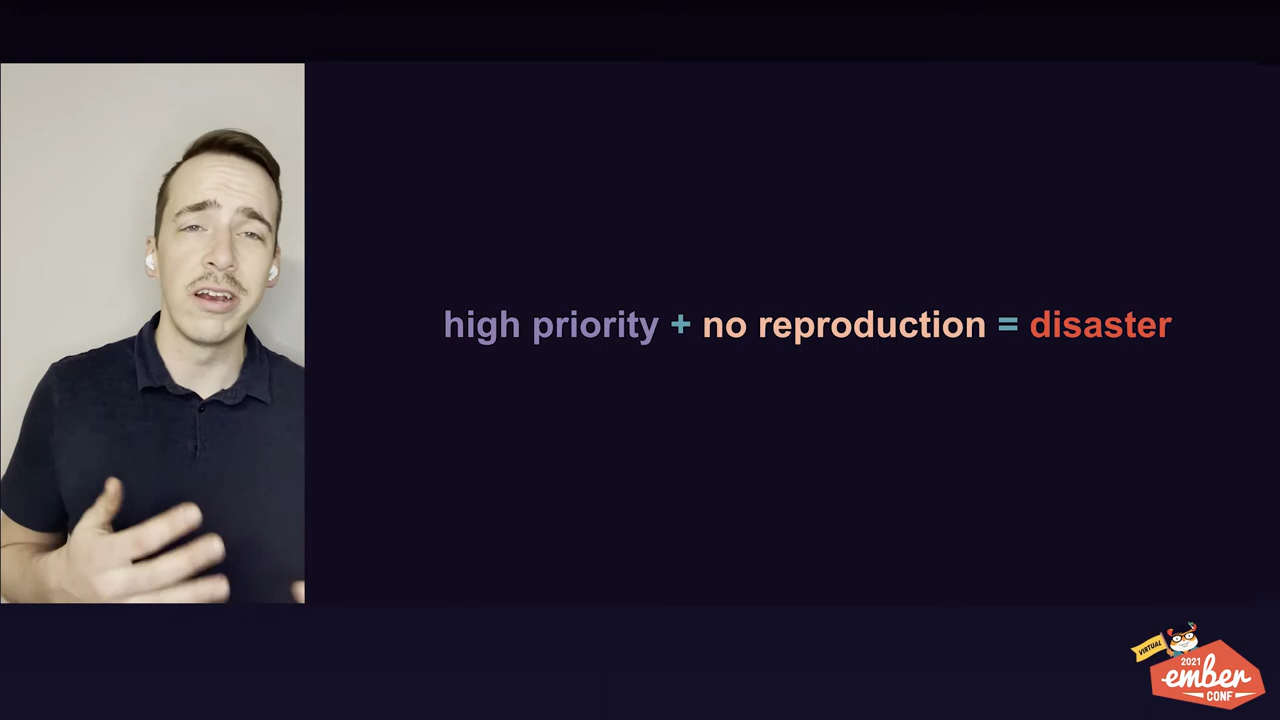 high priority + no reproduction = disaster
VIRTUAL
2021
ember
CONF